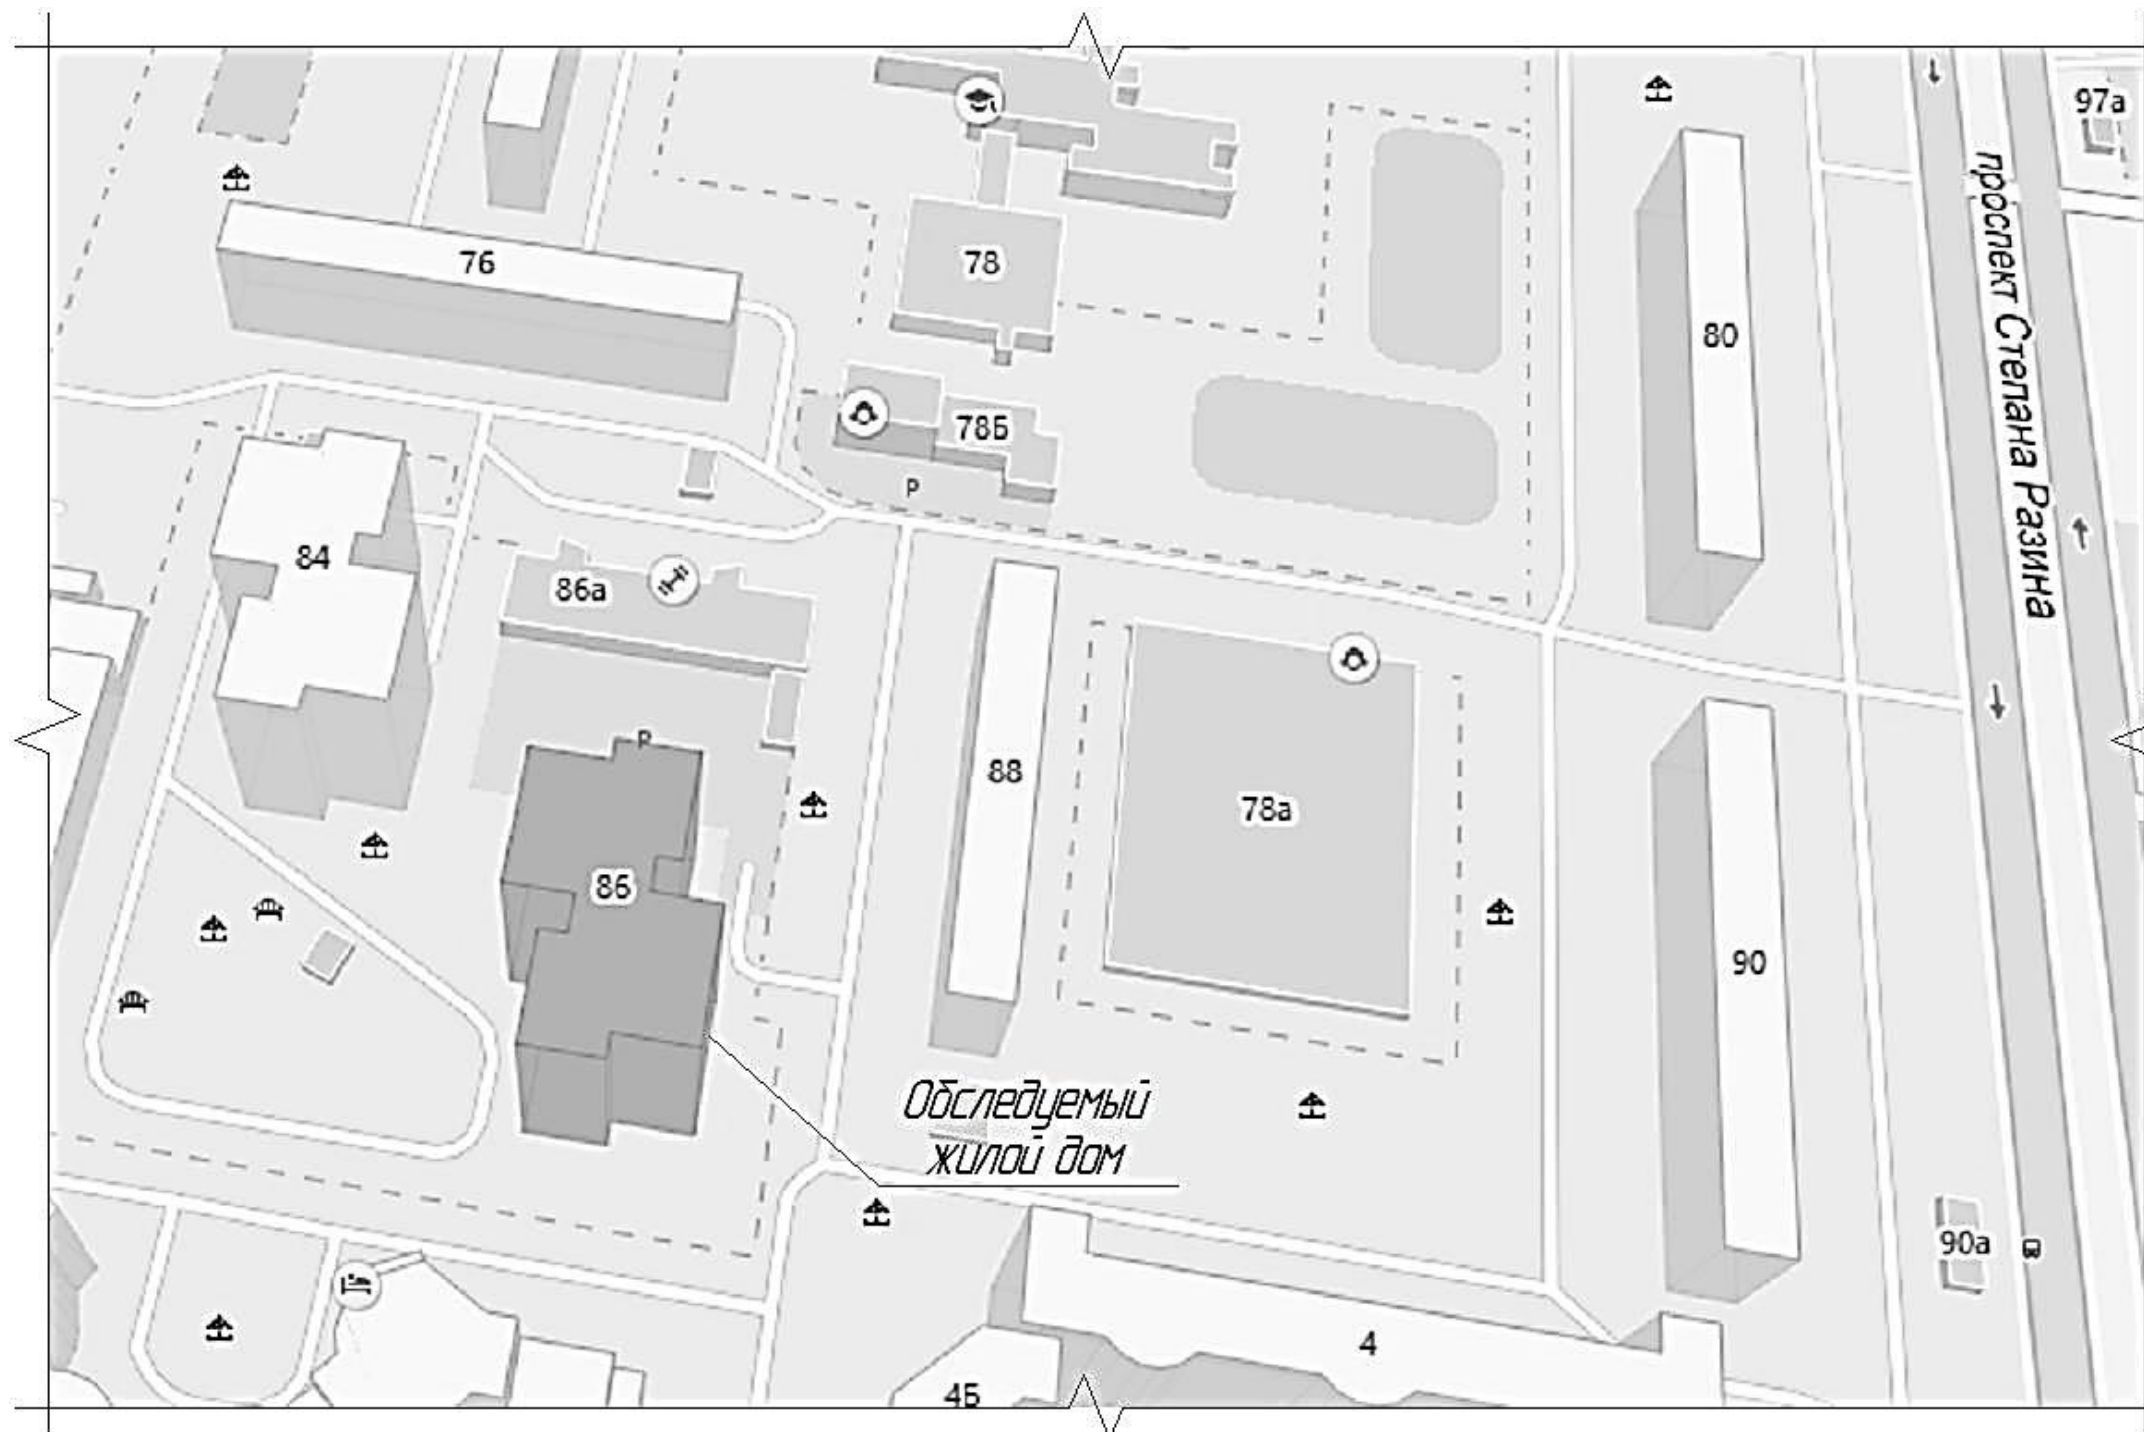 97а
проспект Степана Разина
76
78
80
78Б
P
84
86а
P
88
78а
86
90
Обследуемый
жилой дом
90а
4
4Б